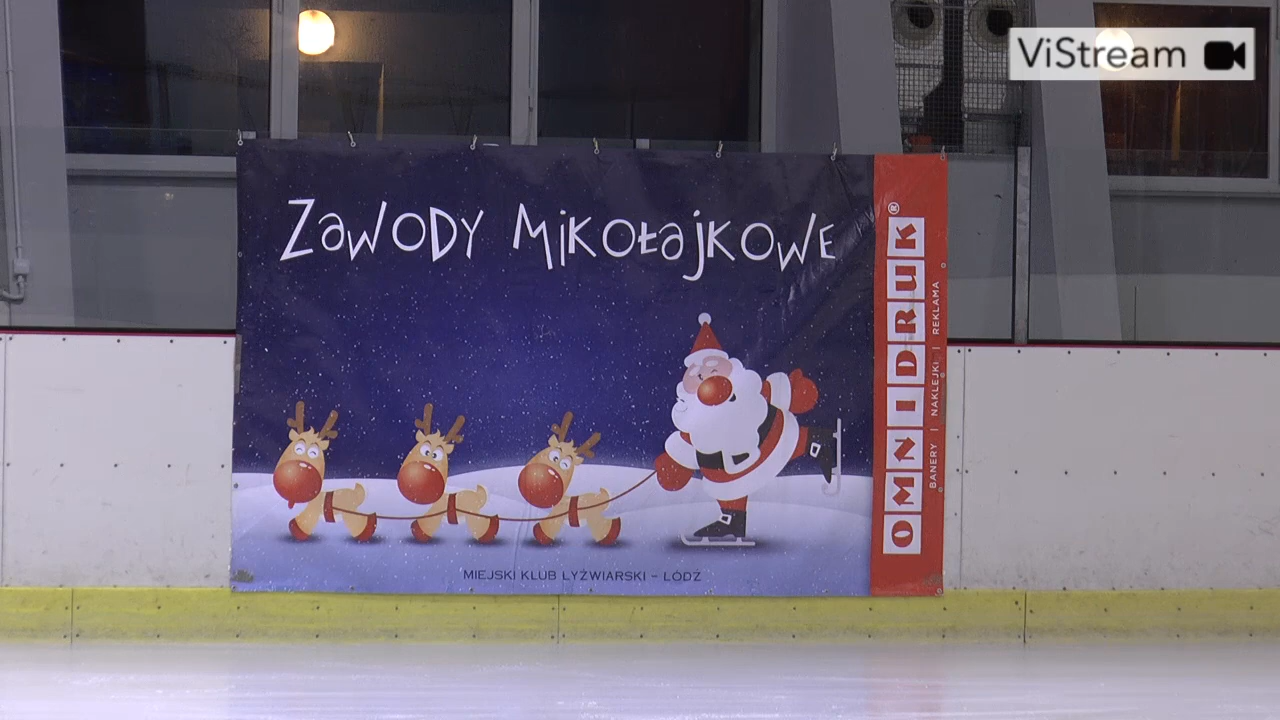 ViStream
ZaWODY MiKOŁaJKOWE
OMNIDRUK®
BANERY | NAKLEJKI | REKLAMA
MIEJSKI KLUB ŁYŻWIARSKI – ŁÓDŹ